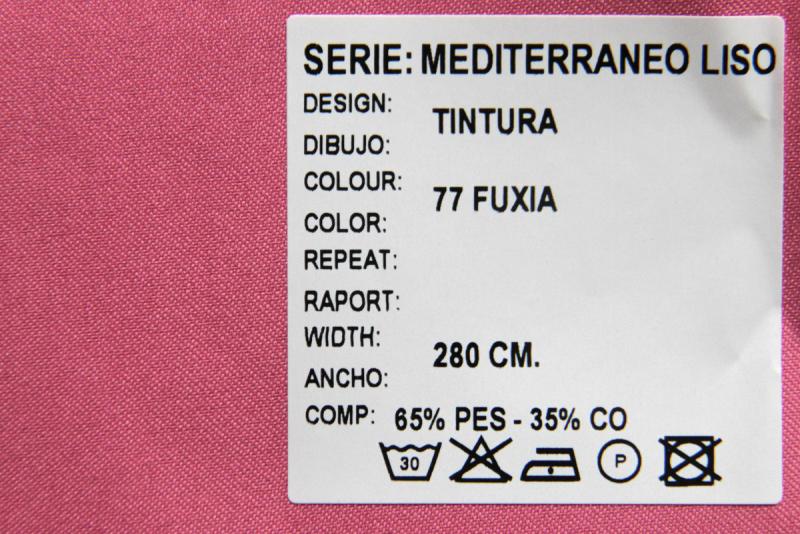 SERIE: MEDITERRANEO LISO
DESIGN:
TINTURA
DIBUJO:
COLOUR:
77 FUXIA
COLOR:
REPEAT:
RAPORT:
WIDTH:
280 CM.
ANCHO:
COMP: 65% PES - 35% CO
30 P